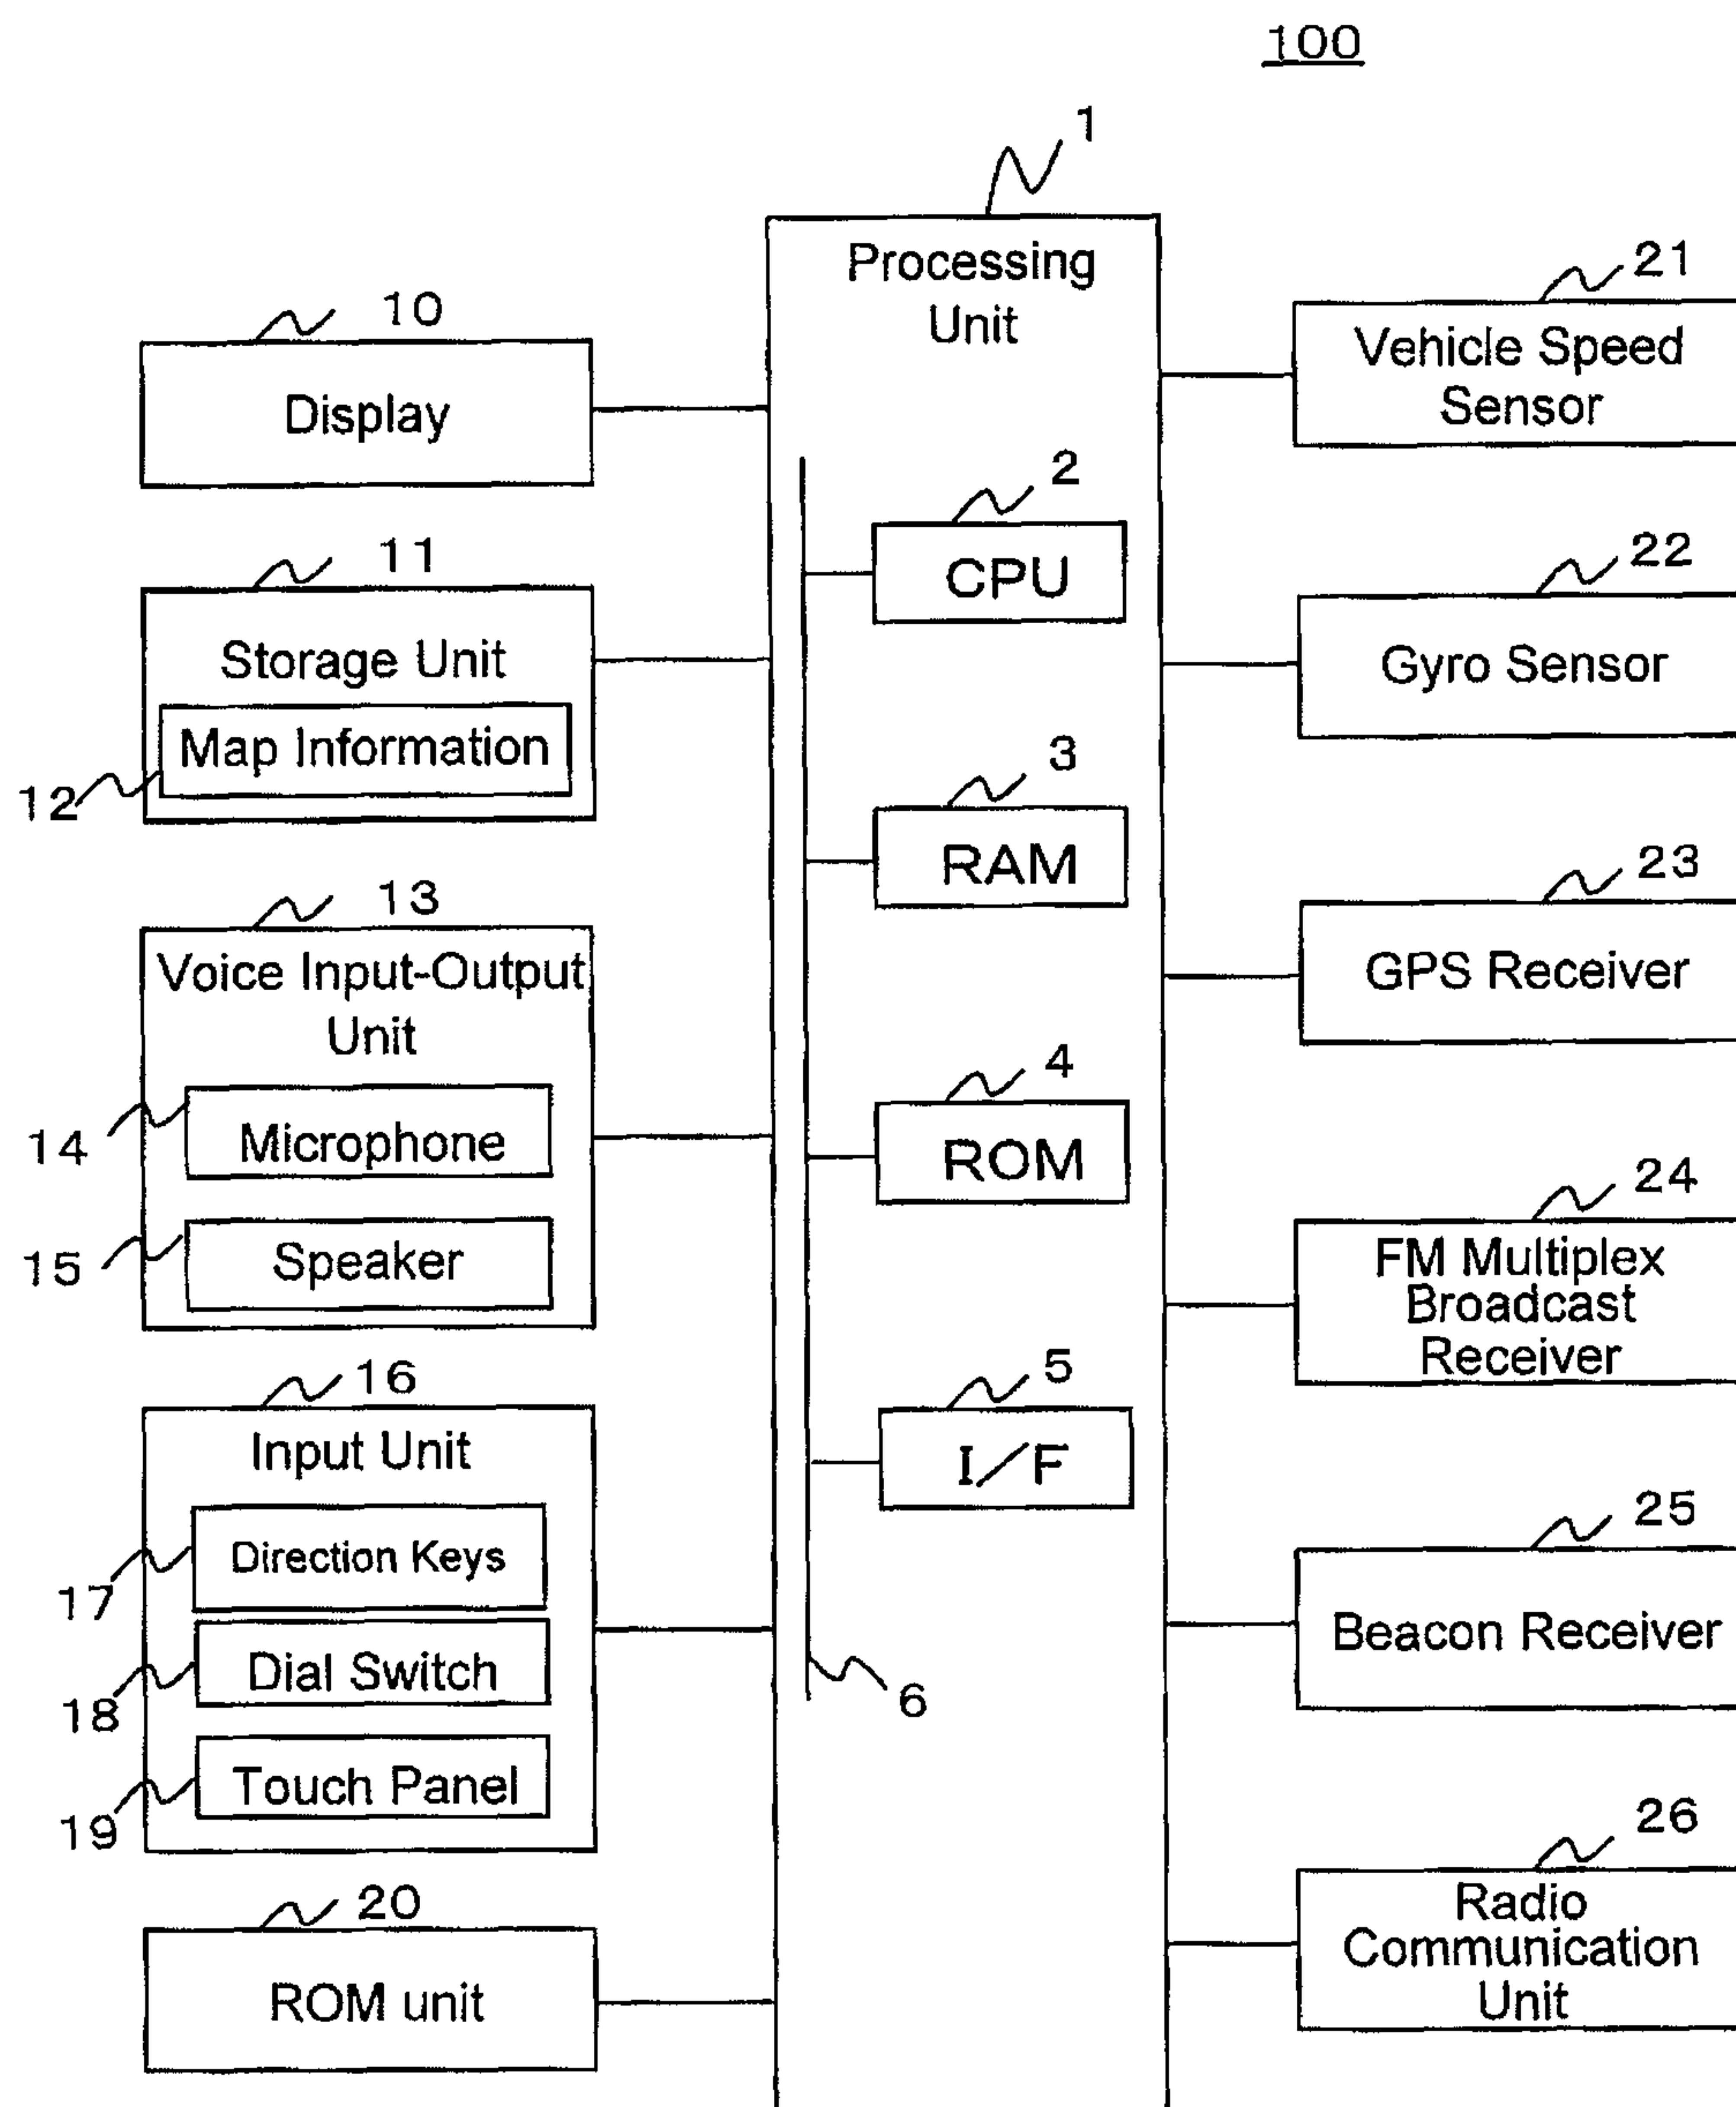 100
1
Processing
Unit
10
Display
11
Storage Unit
Map Information
12
13
Voice Input-Output
Unit
14
Microphone
15
Speaker
16
Input Unit
17
Direction Keys
18
Dial Switch
19
Touch Panel
20
ROM unit
2
CPU
3
RAM
4
ROM
5
I/F
6
21
Vehicle Speed
Sensor
22
Gyro Sensor
23
GPS Receiver
24
FM Multiplex
Broadcast
Receiver
25
Beacon Receiver
26
Radio
Communication
Unit